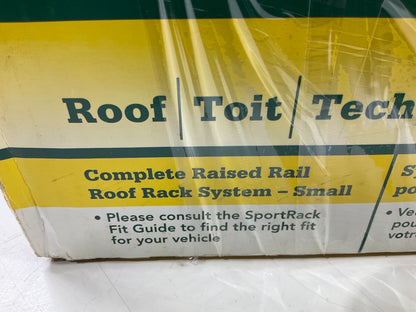 Roof | Toit | Tech
Complete Raised Rail
Roof Rack System – Small
• Please consult the SportRack
Fit Guide to find the right fit
for your vehicle